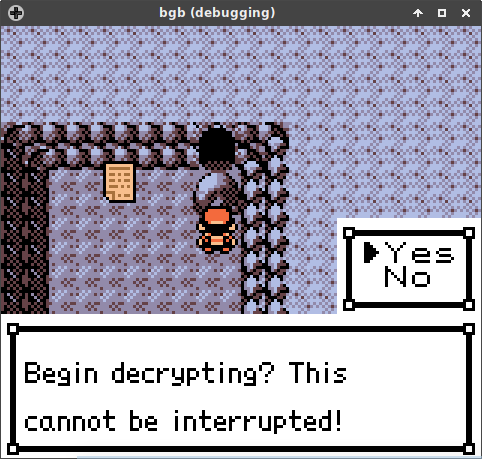 bgb (debugging)
Yes
No
Begin decrypting? This
cannot be interrupted!